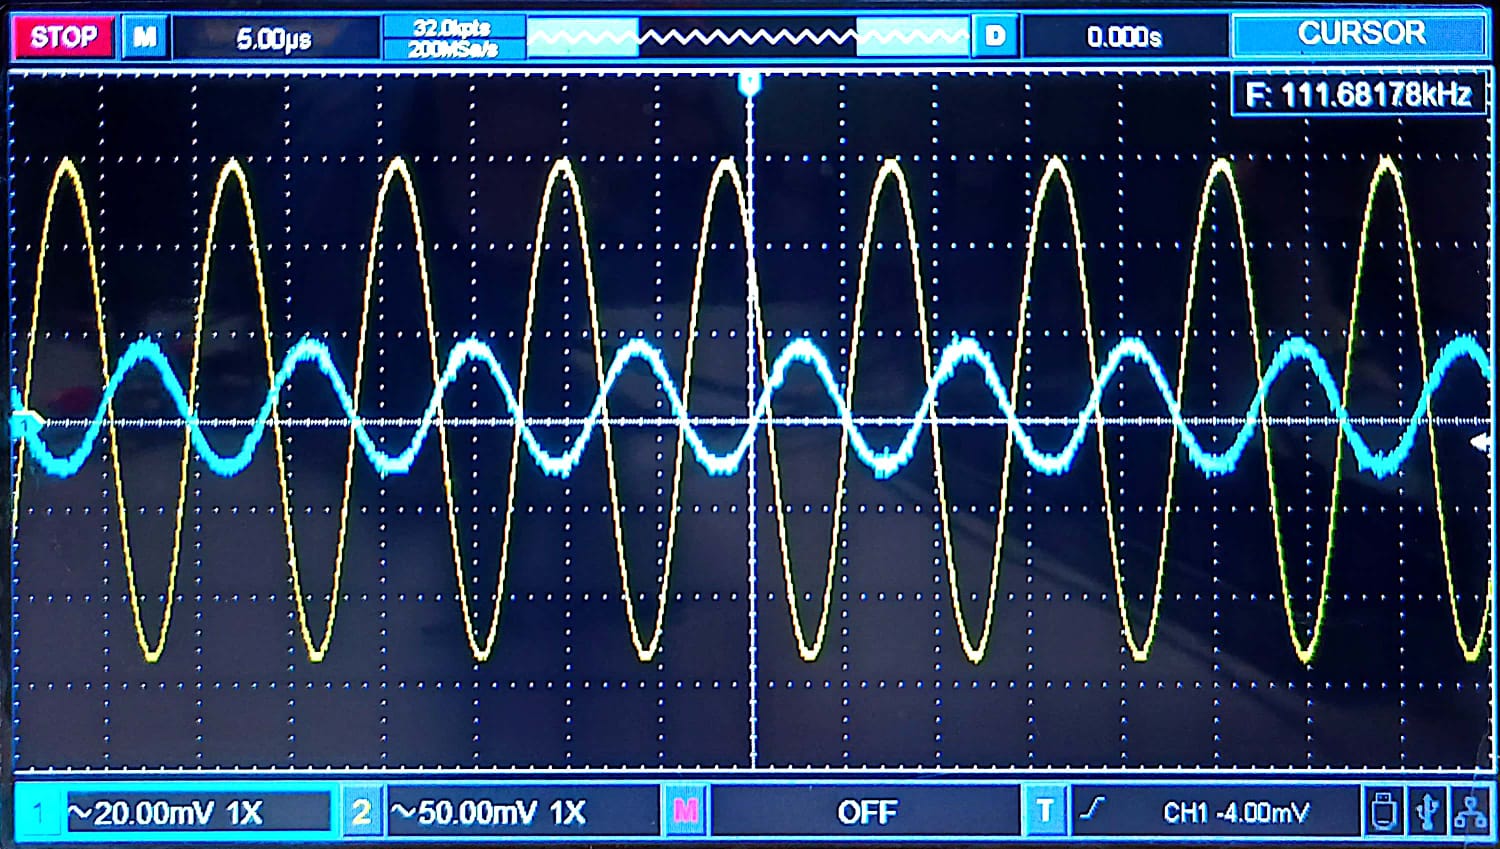 STOP M 5.00µs 32.0kpts D 0.000s CURSOR
200MSa/s
F: 111.68178kHz
1
1 ~20.00mV 1X 2 ~50.00mV 1X M OFF T CH1 -4.00mV